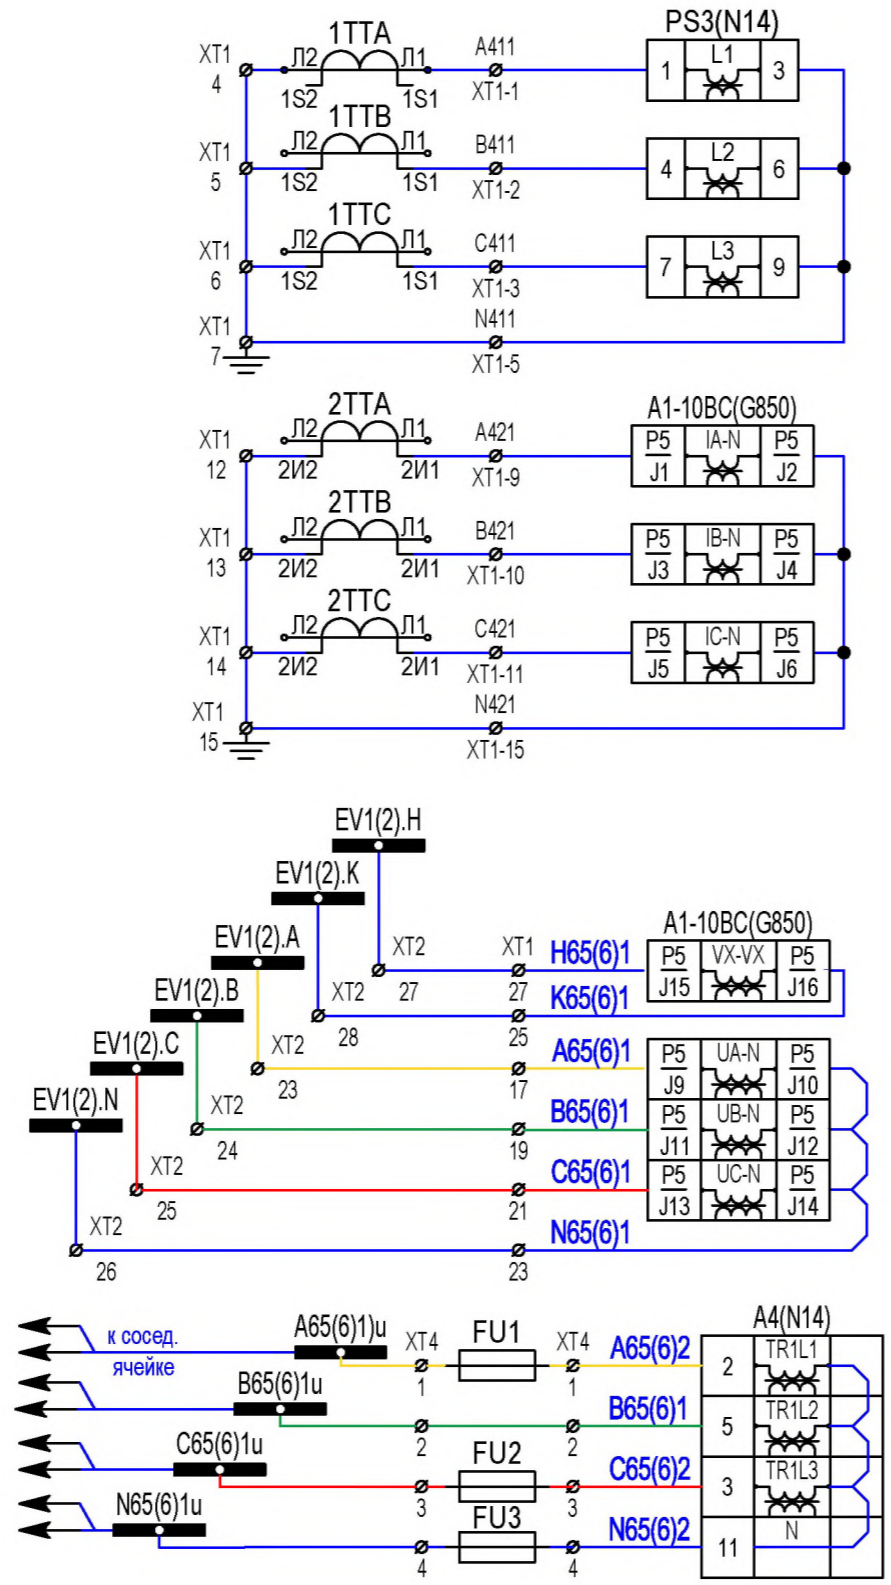 PS3(N14)
1TTA
XT1 Л2 Л1 A411 1 L1 3
4 1S2 1S1 XT1-1
1TTB
XT1 Л2 Л1 B411 4 L2 6
5 1S2 1S1 XT1-2
1TTC
XT1 Л2 Л1 C411 7 L3 9
6 1S2 1S1 XT1-3
XT1 N411
7 XT1-5
2TTA A1-10BC(G850)
XT1 Л2 Л1 A421 P5 IA-N P5
12 2И2 2И1 XT1-9 J1 J2
2TTB
XT1 Л2 Л1 B421 P5 IB-N P5
13 2И2 2И1 XT1-10 J3 J4
2TTC
XT1 Л2 Л1 C421 P5 IC-N P5
14 2И2 2И1 XT1-11 J5 J6
XT1 N421
15 XT1-15
EV1(2).H
EV1(2).K
A1-10BC(G850)
EV1(2).A XT2 XT1 H65(6)1 P5 VX-VX P5
27 27 J15 J16
EV1(2).B XT2 K65(6)1
28 25
EV1(2).C XT2 A65(6)1 P5 UA-N P5
23 17 J9 J10
EV1(2).N XT2 B65(6)1 P5 UB-N P5
24 19 J11 J12
XT2 C65(6)1 P5 UC-N P5
25 21 J13 J14
XT2 N65(6)1
26 23
A4(N14)
к сосед. A65(6)1)u XT4 FU1 XT4 A65(6)2 2 TR1L1
ячейке 1 1
B65(6)1u B65(6)1 5 TR1L2
2 2
C65(6)1u FU2 C65(6)2 3 TR1L3
3 3
N65(6)1u FU3 N65(6)2 11 N
4 4